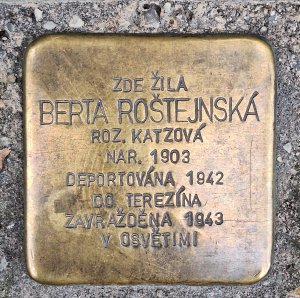 ZDE ŽILA
BERTA ROŠTEJNSKÁ
ROZ. KATZOVÁ
NAR. 1903
DEPORTOVÁNA 1942
DO TEREZÍNA
ZAVRAŽDĚNA 1943
V OSVĚTIMI